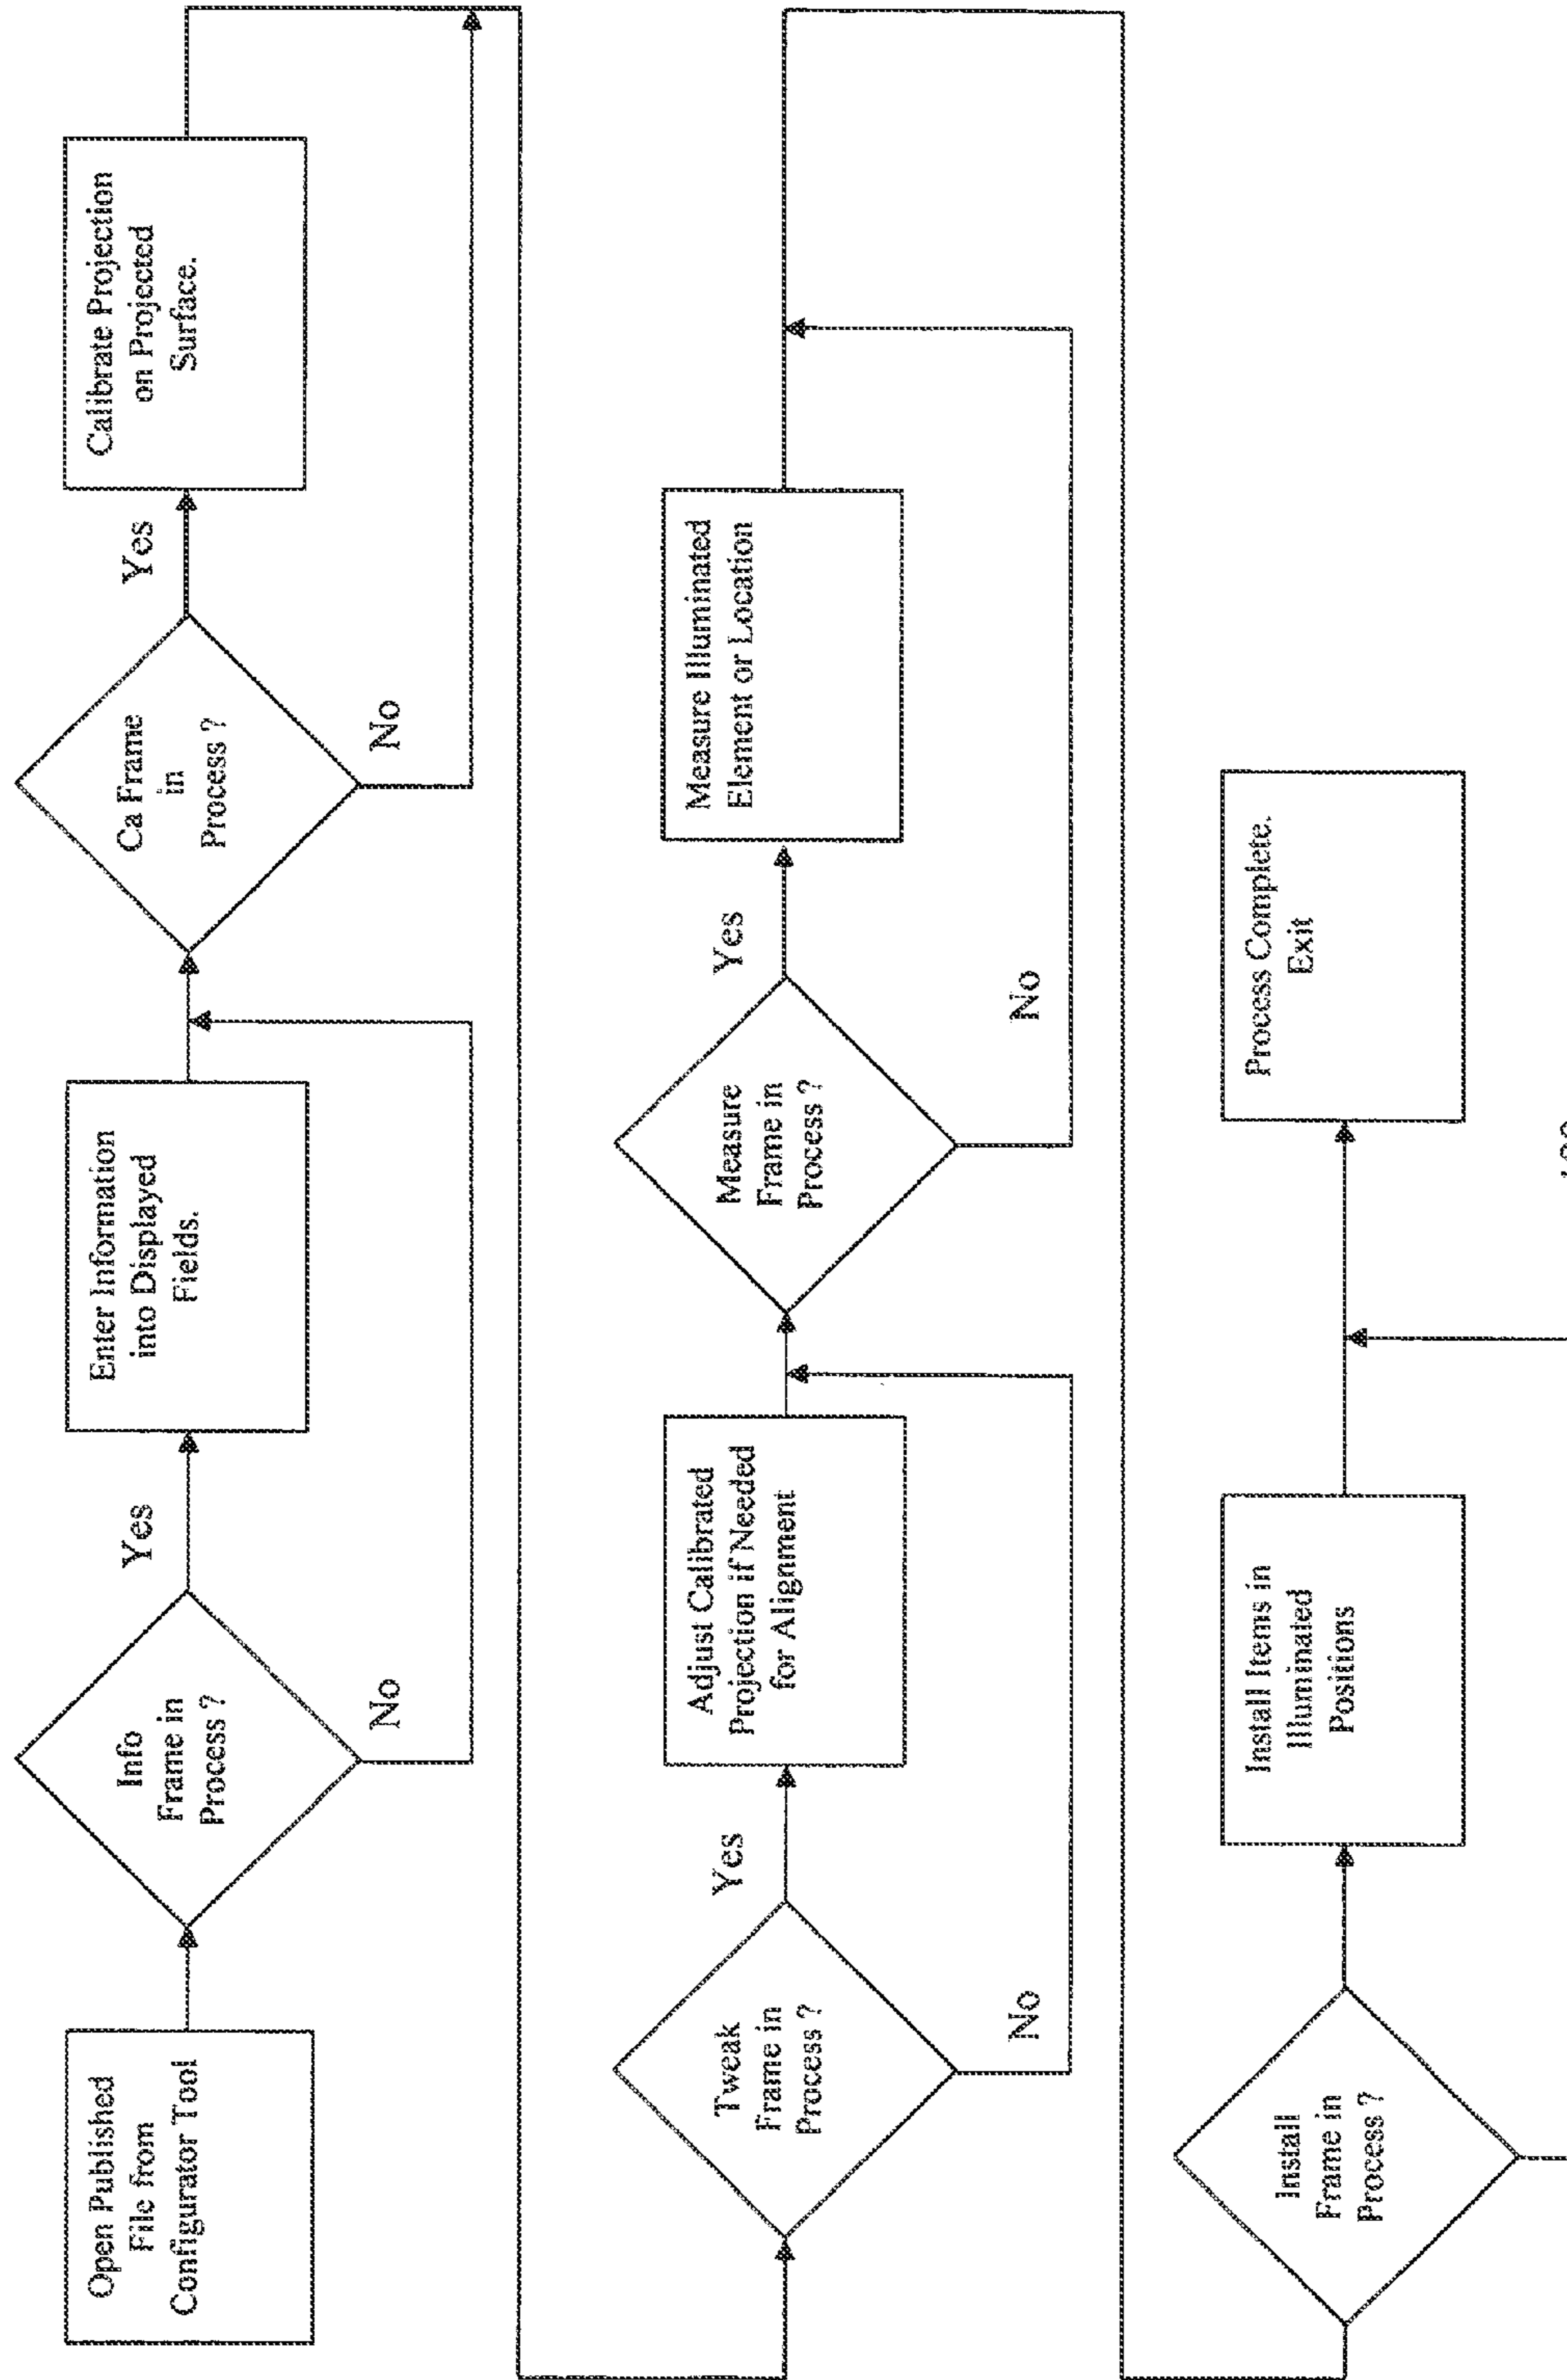 Open Published
File from
Configurator Tool
Info
Frame in
Process ?
Yes
No
Enter Information
into Displayed
Fields.
Ca Frame
in
Process ?
Yes
No
Calibrate Projection
on Projected
Surface.
Tweak
Frame in
Process ?
Yes
No
Adjust Calibrated
Projection if Needed
for Alignment
Measure
Frame in
Process ?
Yes
No
Measure Illuminated
Element or Location
Install
Frame in
Process ?
Install Items in
Illuminated
Positions
Process Complete.
Exit